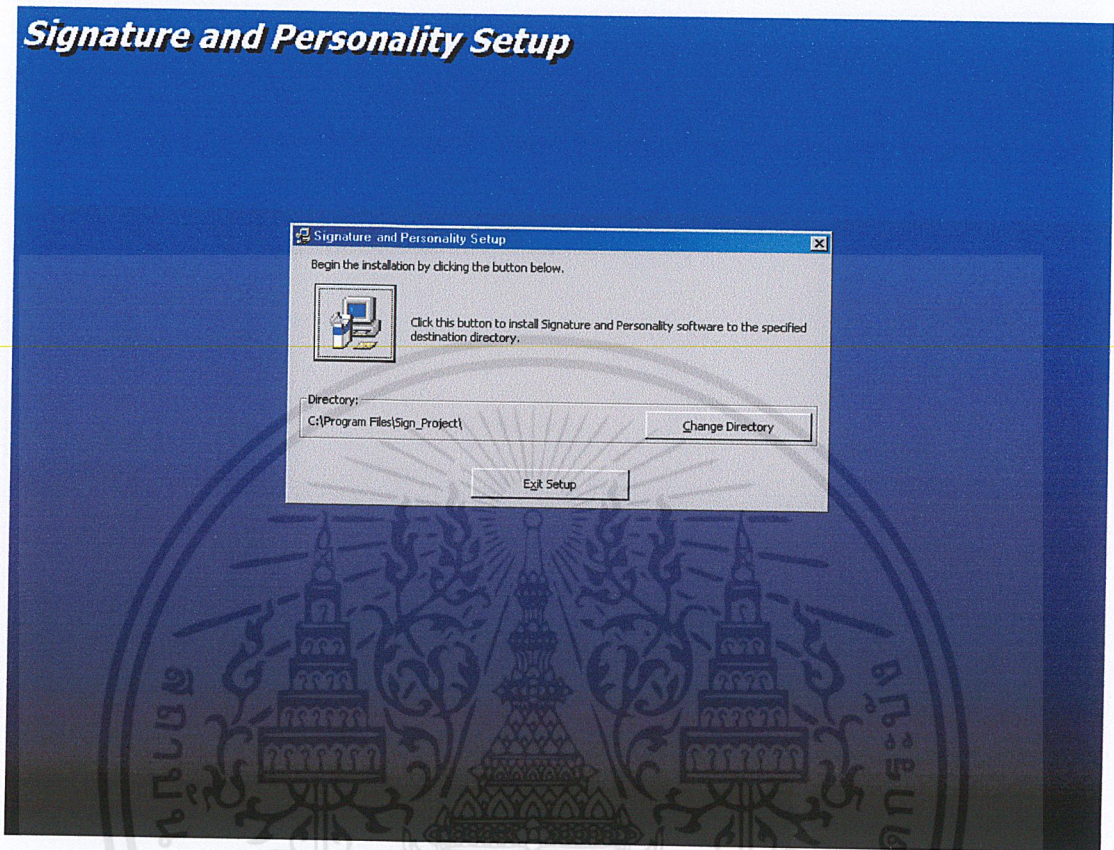 Signature and Personality Setup
Signature and Personality Setup
Begin the installation by clicking the button below.
Click this button to install Signature and Personality software to the specified
destination directory.
Directory:
C:\Program Files\Sign_Project\
Change Directory
Exit Setup